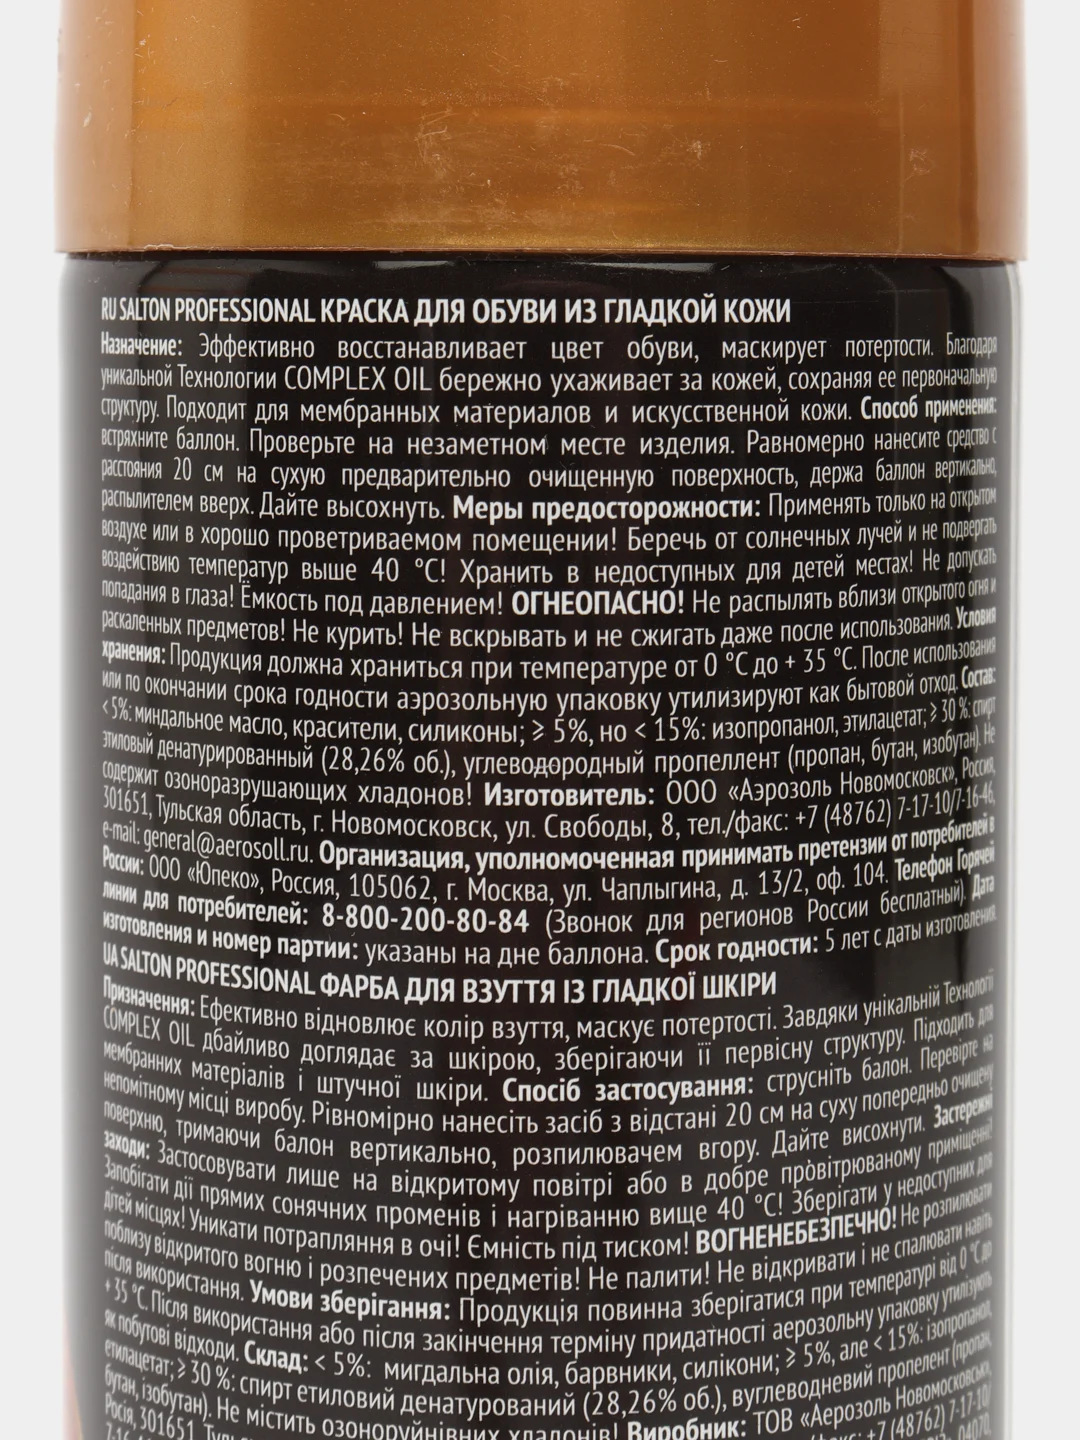 RU SALTON PROFESSIONAL КРАСКА ДЛЯ ОБУВИ ИЗ ГЛАДКОЙ КОЖИ
Назначение: Эффективно восстанавливает цвет обуви, маскирует потертости. Благодаря
уникальной Технологии COMPLEX OIL бережно ухаживает за кожей, сохраняя ее первоначальную
структуру. Подходит для мембранных материалов и искусственной кожи. Способ применения:
встряхните баллон. Проверьте на незаметном месте изделия. Равномерно нанесите средство с
расстояния 20 см на сухую предварительно очищенную поверхность, держа баллон вертикально,
распылителем вверх. Дайте высохнуть. Меры предосторожности: Применять только на открытом
воздухе или в хорошо проветриваемом помещении! Беречь от солнечных лучей и не подвергать
воздействию температур выше 40 °С! Хранить в недоступных для детей местах! Не допускать
попадания в глаза! Ёмкость под давлением! ОГНЕОПАСНО! Не распылять вблизи открытого огня и
раскаленных предметов! Не курить! Не вскрывать и не сжигать даже после использования. Условия
хранения: Продукция должна храниться при температуре от 0 °С до + 35 °С. После использования
или по окончании срока годности аэрозольную упаковку утилизируют как бытовой отход. Состав:
< 5%: миндальное масло, красители, силиконы; ⩾ 5%, но < 15%: изопропанол, этилацетат; ⩾ 30 %: спирт
этиловый денатурированный (28,26% об.), углеводородный пропеллент (пропан, бутан, изобутан). Не
содержит озоноразрушающих хладонов! Изготовитель: ООО «Аэрозоль Новомосковск», Россия,
301651, Тульская область, г. Новомосковск, ул. Свободы, 8, тел./факс: +7 (48762) 7-17-10/7-16-46,
e-mail: general@aerosoll.ru. Организация, уполномоченная принимать претензии от потребителей в
России: ООО «Юпеко», Россия, 105062, г. Москва, ул. Чаплыгина, д. 13/2, оф. 104. Телефон Горячей
линии для потребителей: 8-800-200-80-84 (Звонок для регионов России бесплатный). Дата
изготовления и номер партии: указаны на дне баллона. Срок годности: 5 лет с даты изготовления.
UA SALTON PROFESSIONAL ФАРБА ДЛЯ ВЗУТТЯ ІЗ ГЛАДКОЇ ШКІРИ
Призначення: Ефективно відновлює колір взуття, маскує потертості. Завдяки унікальній Технології
COMPLEX OIL дбайливо доглядає за шкірою, зберігаючи її первісну структуру. Підходить для
мембранних матеріалів і штучної шкіри. Спосіб застосування: струсніть балон. Перевірте на
непомітному місці виробу. Рівномірно нанесіть засіб з відстані 20 см на суху попередньо очищену
поверхню, тримаючи балон вертикально, розпилювачем вгору. Дайте висохнути. Застережні
заходи: Застосовувати лише на відкритому повітрі або в добре провітрюваному приміщенні!
Запобігати дії прямих сонячних променів і нагріванню вище 40 °С! Зберігати у недоступних для
дітей місцях! Уникати потрапляння в очі! Ємність під тиском! ВОГНЕНЕБЕЗПЕЧНО! Не розпилювати
поблизу відкритого вогню і розпечених предметів! Не палити! Не відкривати і не спалювати навіть
після використання. Умови зберігання: Продукція повинна зберігатися при температурі від 0 °С до
+ 35 °С. Після використання або після закінчення терміну придатності аерозольну упаковку утилізують
як побутові відходи. Склад: < 5%: мигдальна олія, барвники, силікони; ⩾ 5%, але < 15%: ізопропанол,
етилацетат; ⩾ 30 %: спирт етиловий денатурований (28,26% об.), вуглеводневий пропелент (пропан,
бутан, ізобутан). Не містить озоноруйнівних хладонів! Виробник: ТОВ «Аерозоль Новомосковськ»,
Росія, 301651, +7 (48762) 7-17-10/
04070,